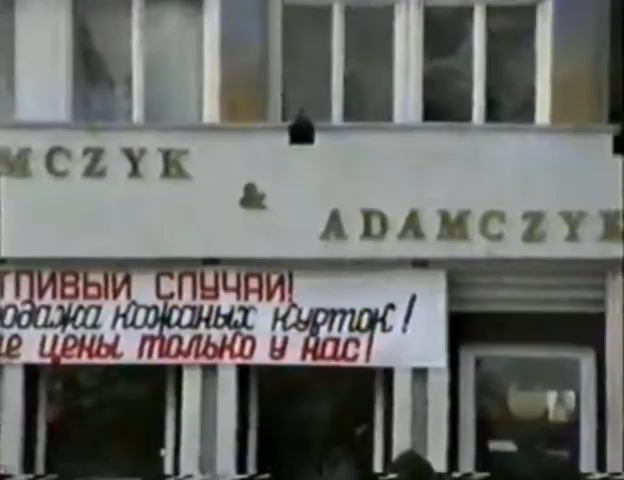 MCZYK
&
ADAMCZYK
ТЛИВЫЙ СЛУЧАЙ!
одажа кожаных курток!
е цены только у нас!